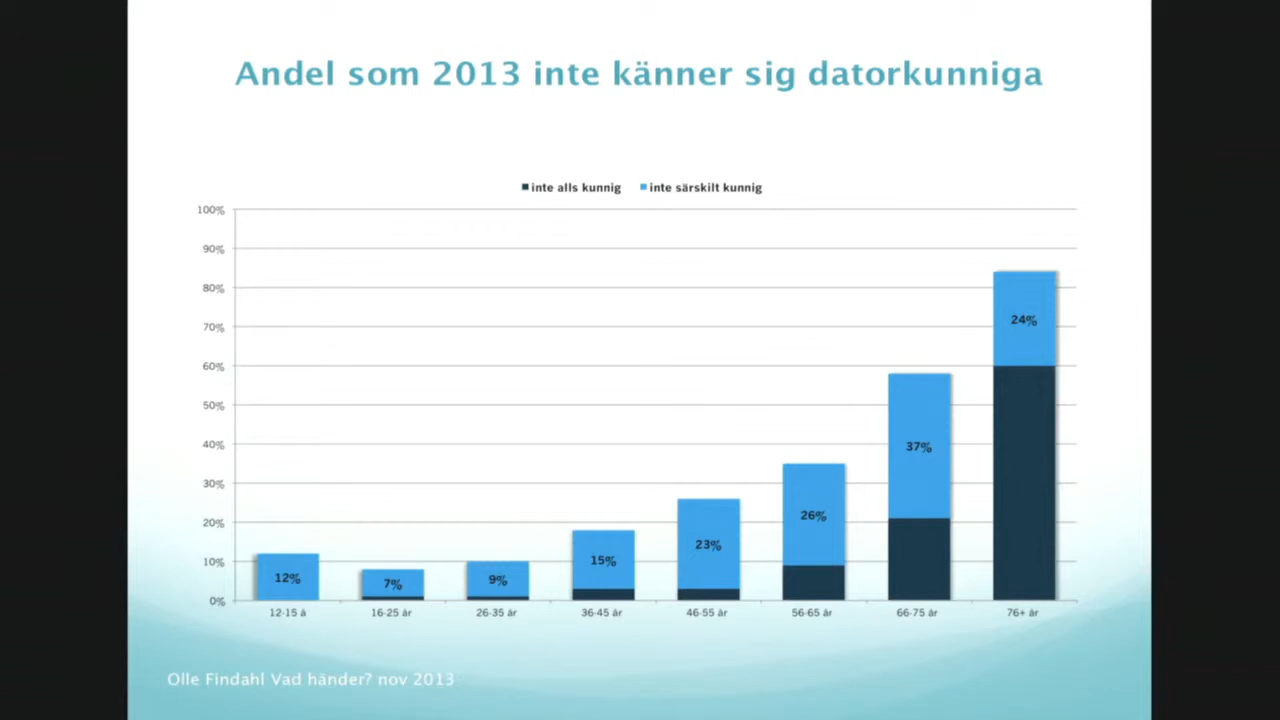 Andel som 2013 inte känner sig datorkunniga
inte alls kunnig inte särskilt kunnig
100%
90%
80%
70%
60%
50%
40%
30%
20%
10%
0%
12%
7%
9%
15%
23%
26%
37%
24%
12-15 å
16-25 år
26-35 år
36-45 år
46-55 år
56-65 år
66-75 år
76+ år
Olle Findahl Vad händer? nov 2013